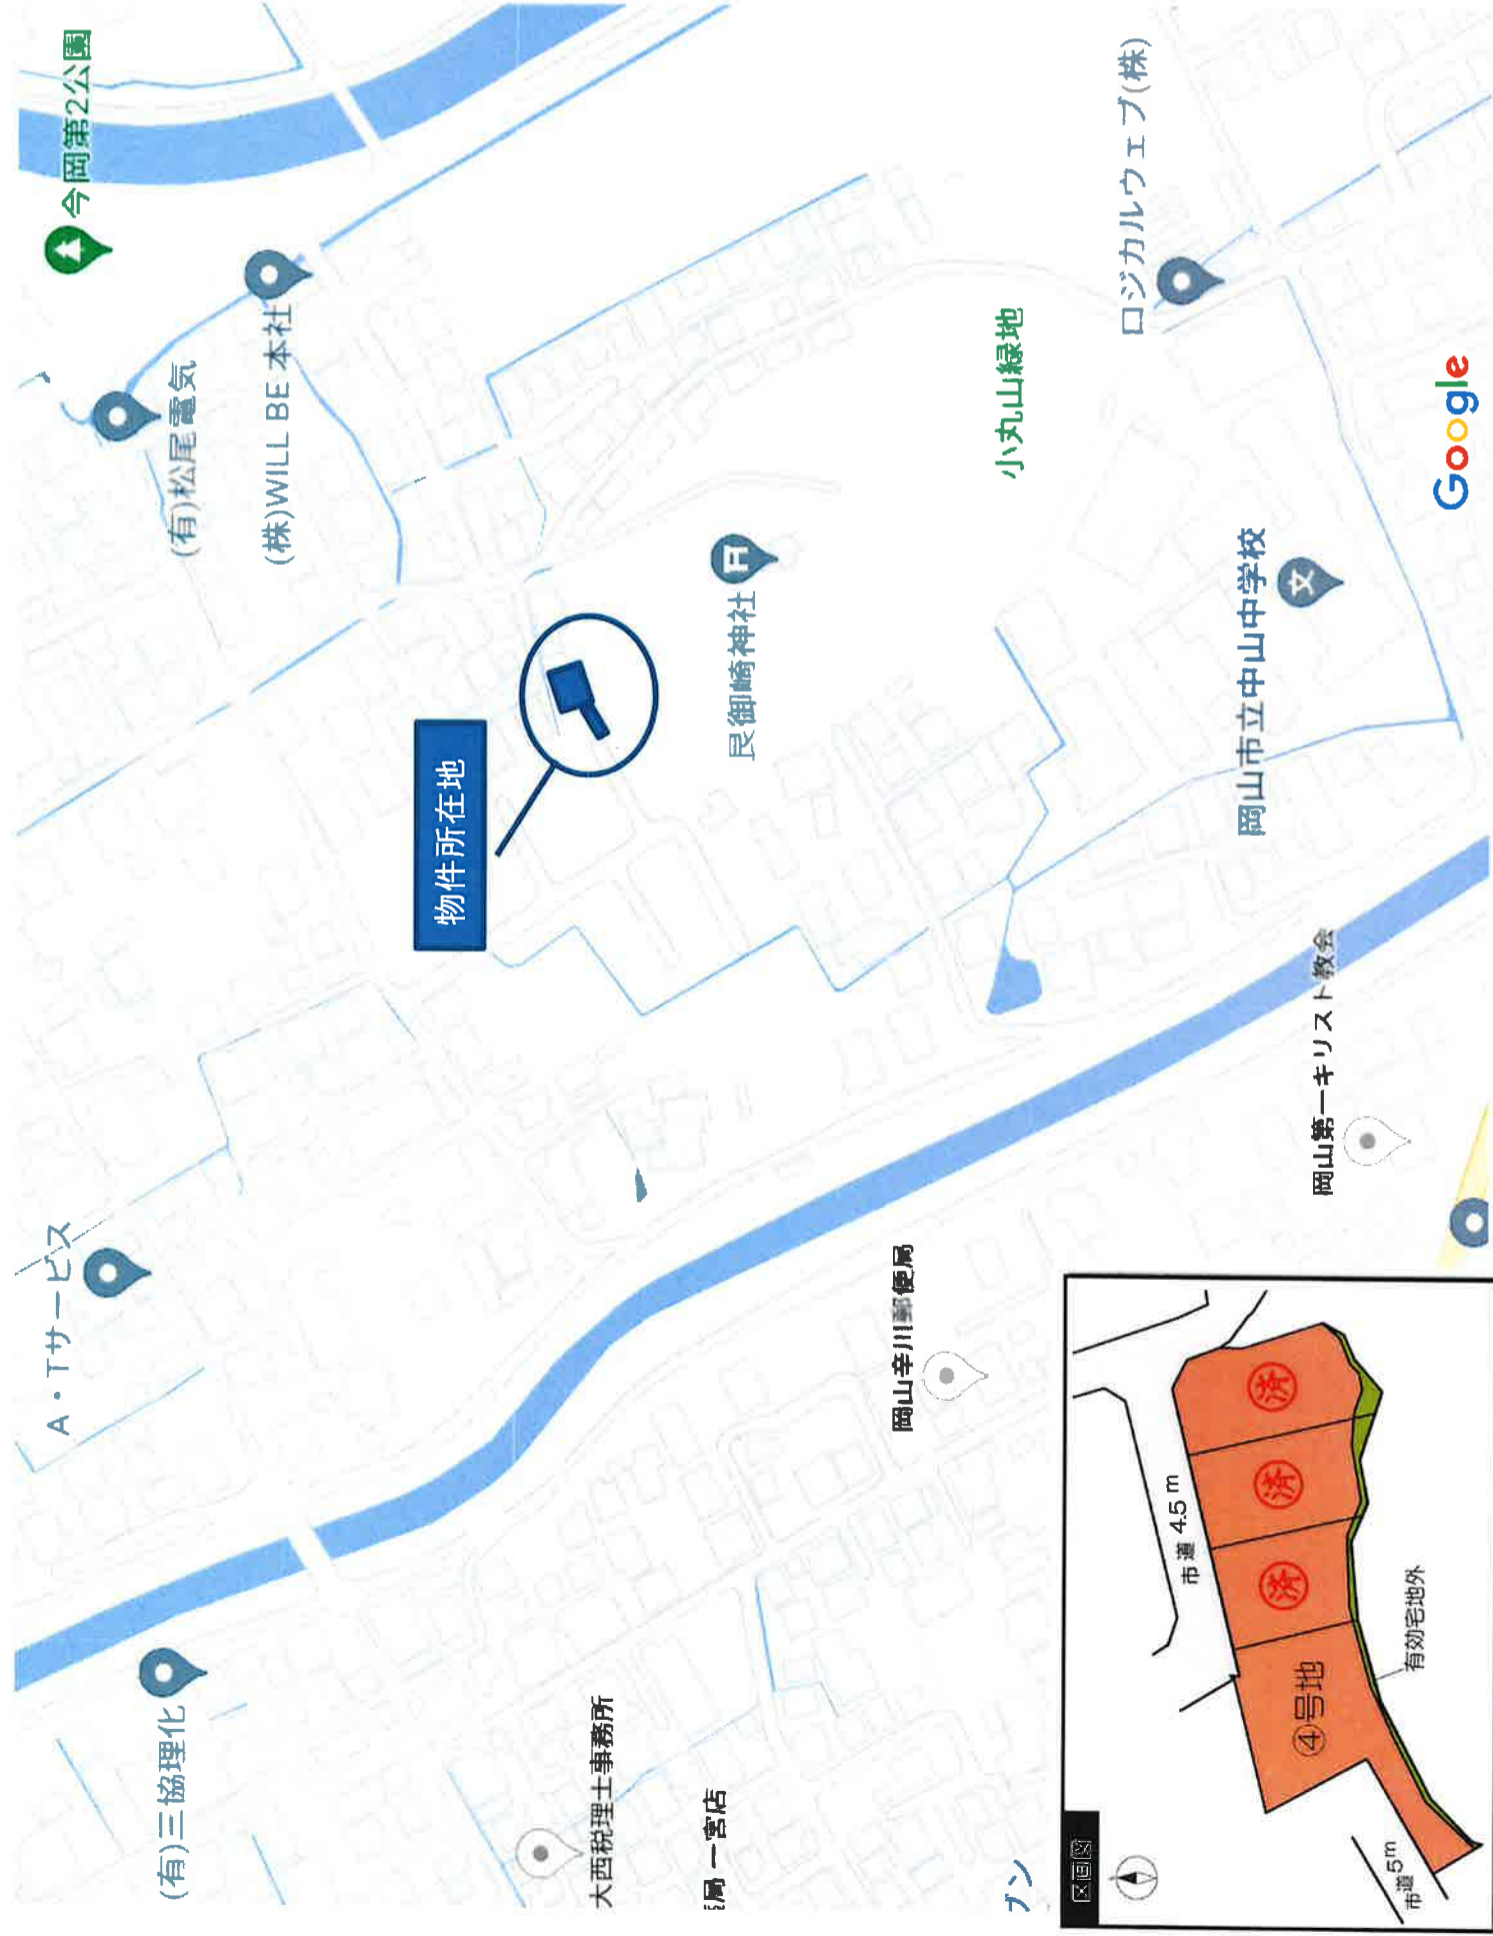 今岡第2公園
(有)松尾電気
(株)WILL BE 本社
A・Tサービス
物件所在地
艮御崎神社
小丸山緑地
ロジカルウェブ(株)
岡山市立中山中学校
(有)三協理化
大西税理士事務所
局 一宮店
岡山辛川郵便局
岡山第一キリスト教会
ブン
Google
区画図
市道 4.5m
済
済
済
④号地
有効宅地外
市道5m